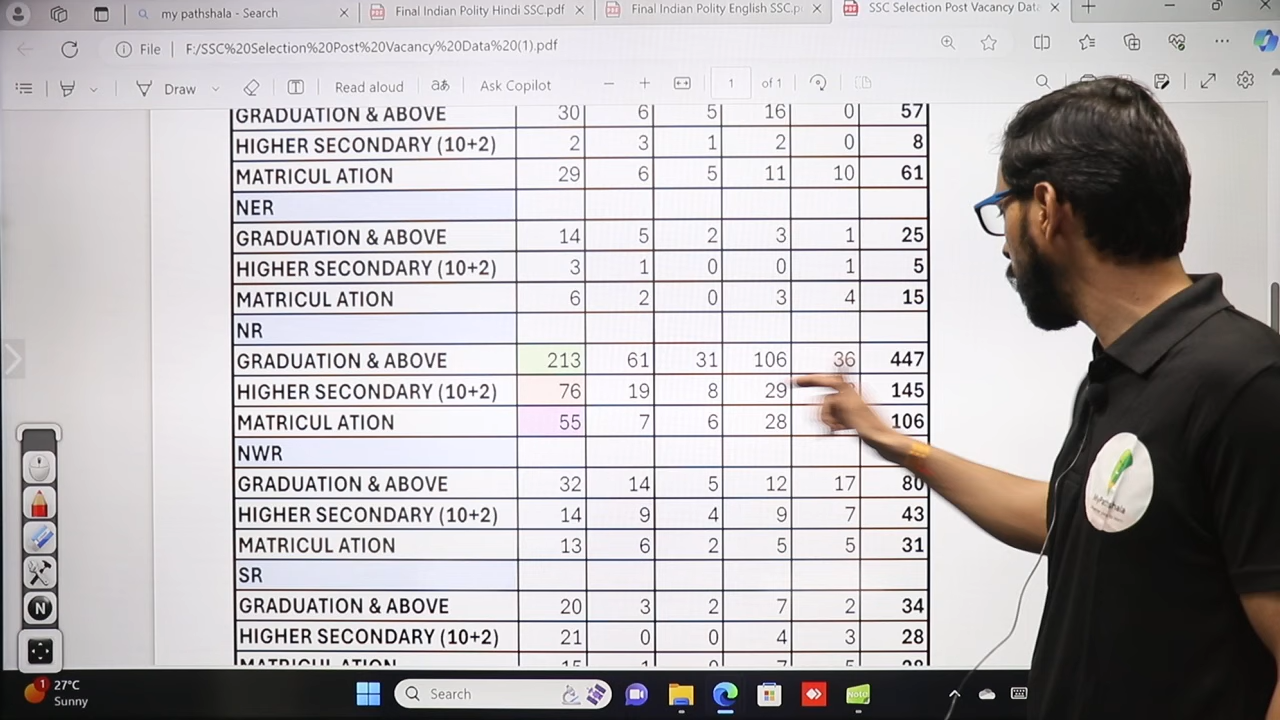 my pathshala - Search
Final Indian Polity Hindi SSC.pdf
Final Indian Polity English SSC.p
SSC Selection Post Vacancy Data
File F:/SSC%20Selection%20Post%20Vacancy%20Data%20(1).pdf
Draw
Read aloud
Ask Copilot
1 of 1
GRADUATION & ABOVE 30 6 5 16 0 57
HIGHER SECONDARY (10+2) 2 3 1 2 0 8
MATRICUL ATION 29 6 5 11 10 61
NER
GRADUATION & ABOVE 14 5 2 3 1 25
HIGHER SECONDARY (10+2) 3 1 0 0 1 5
MATRICUL ATION 6 2 0 3 4 15
NR
GRADUATION & ABOVE 213 61 31 106 36 447
HIGHER SECONDARY (10+2) 76 19 8 29 145
MATRICUL ATION 55 7 6 28 106
NWR
GRADUATION & ABOVE 32 14 5 12 17 80
HIGHER SECONDARY (10+2) 14 9 4 9 7 43
MATRICUL ATION 13 6 2 5 5 31
SR
GRADUATION & ABOVE 20 3 2 7 2 34
HIGHER SECONDARY (10+2) 21 0 0 4 3 28
MATRICUL ATION
MyPathshala
N
1
27°C
Sunny
Search